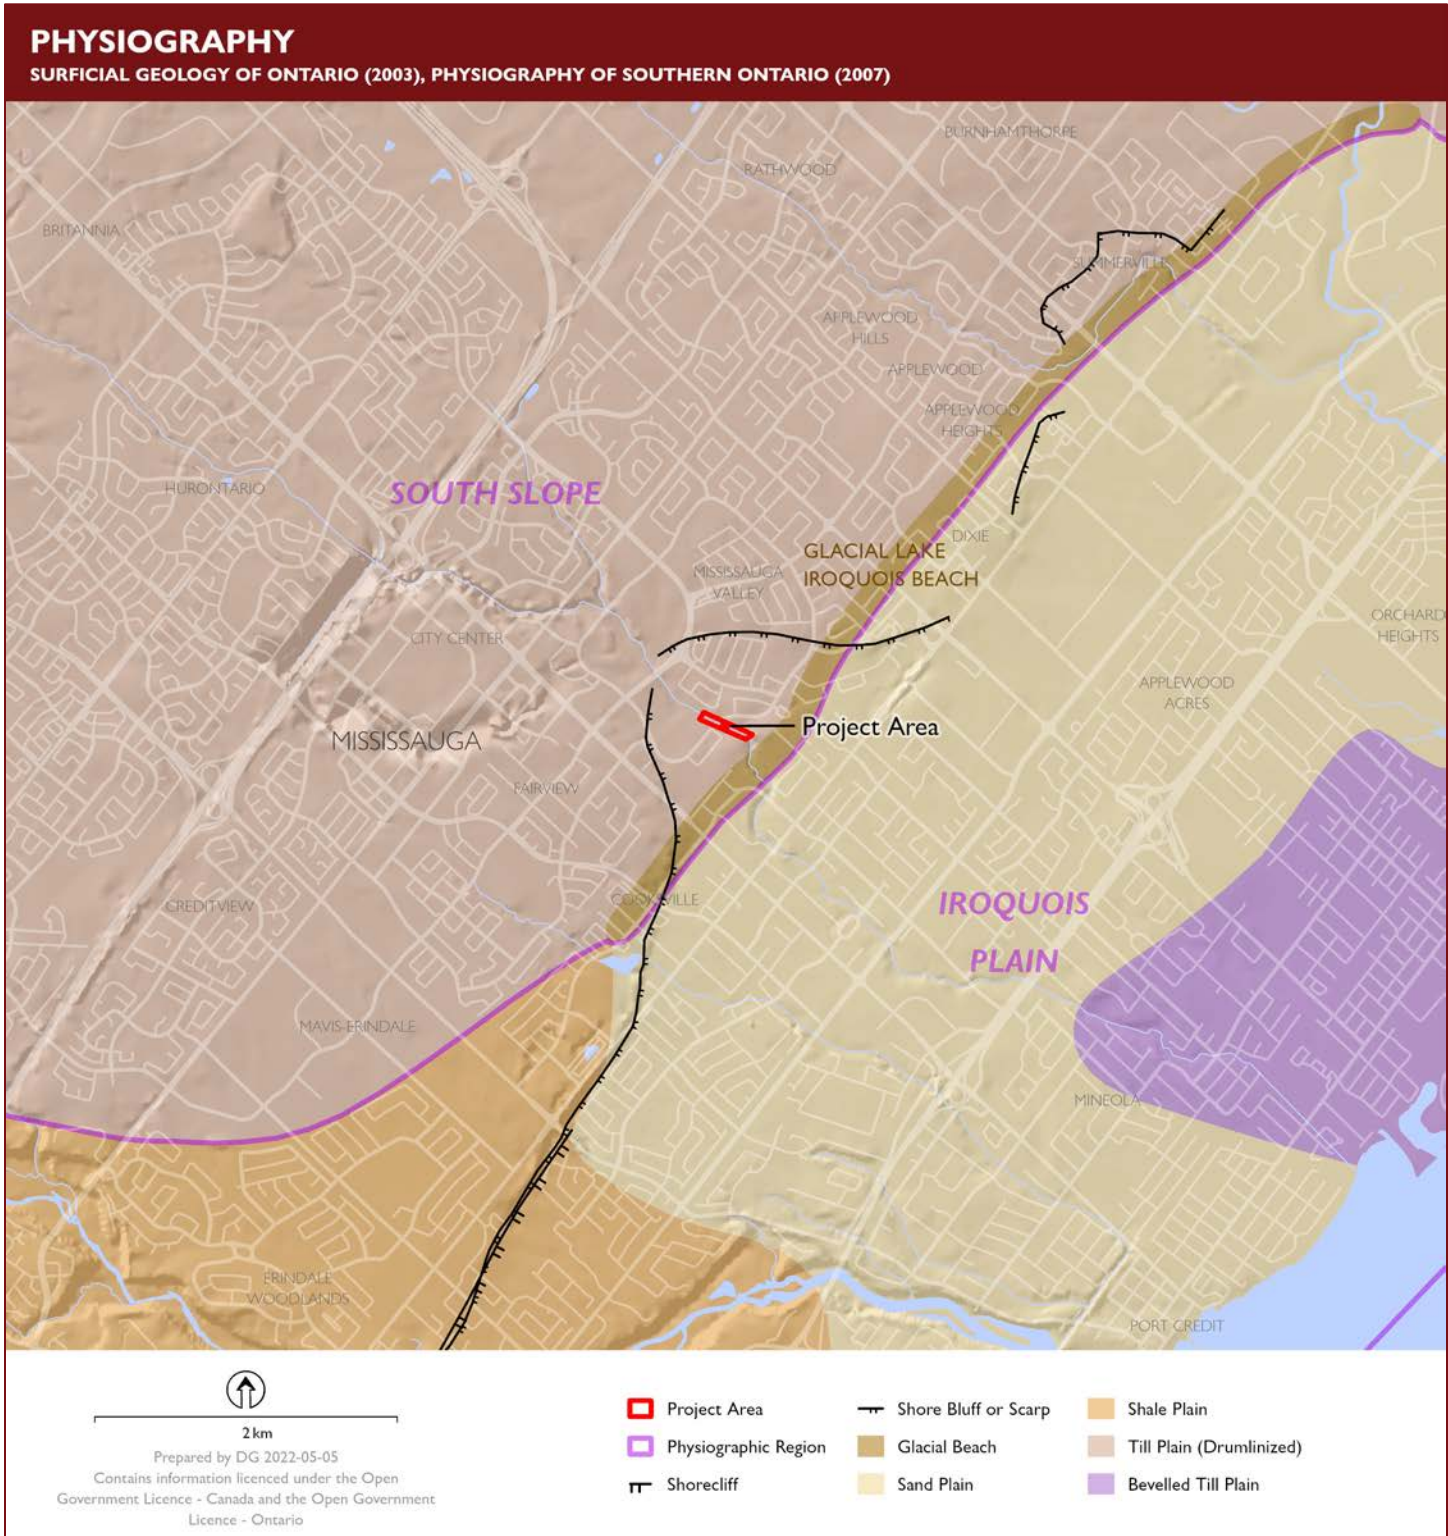 PHYSIOGRAPHY
SURFICIAL GEOLOGY OF ONTARIO (2003), PHYSIOGRAPHY OF SOUTHERN ONTARIO (2007)
BURNHAMTHORPE
RATHWOOD
BRITANNIA
SUMMERVILLE
APPLEWOOD
HILLS
APPLEWOOD
APPLEWOOD
HEIGHTS
HURONTARIO
SOUTH SLOPE
DIXIE
GLACIAL LAKE
IROQUOIS BEACH
MISSISSAUGA
VALLEY
ORCHARD
HEIGHTS
CITY CENTER
APPLEWOOD
ACRES
Project Area
MISSISSAUGA
FAIRVIEW
COOKSVILLE
CREDITVIEW
IROQUOIS
PLAIN
MAVIS-ERINDALE
MINEOLA
ERINDALE
WOODLANDS
PORT CREDIT
2 km
Prepared by DG 2022-05-05
Contains information licenced under the Open
Government Licence - Canada and the Open Government
Licence - Ontario
Project Area
Physiographic Region
Shorecliff
Shore Bluff or Scarp
Glacial Beach
Sand Plain
Shale Plain
Till Plain (Drumlinized)
Bevelled Till Plain